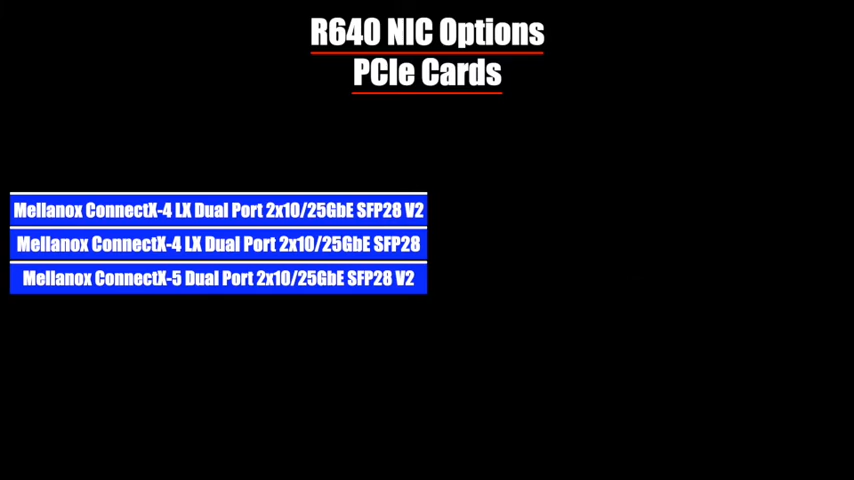 R640 NIC Options
PCIe Cards
Mellanox ConnectX-4 LX Dual Port 2x10/25GbE SFP28 V2
Mellanox ConnectX-4 LX Dual Port 2x10/25GbE SFP28
Mellanox ConnectX-5 Dual Port 2x10/25GbE SFP28 V2